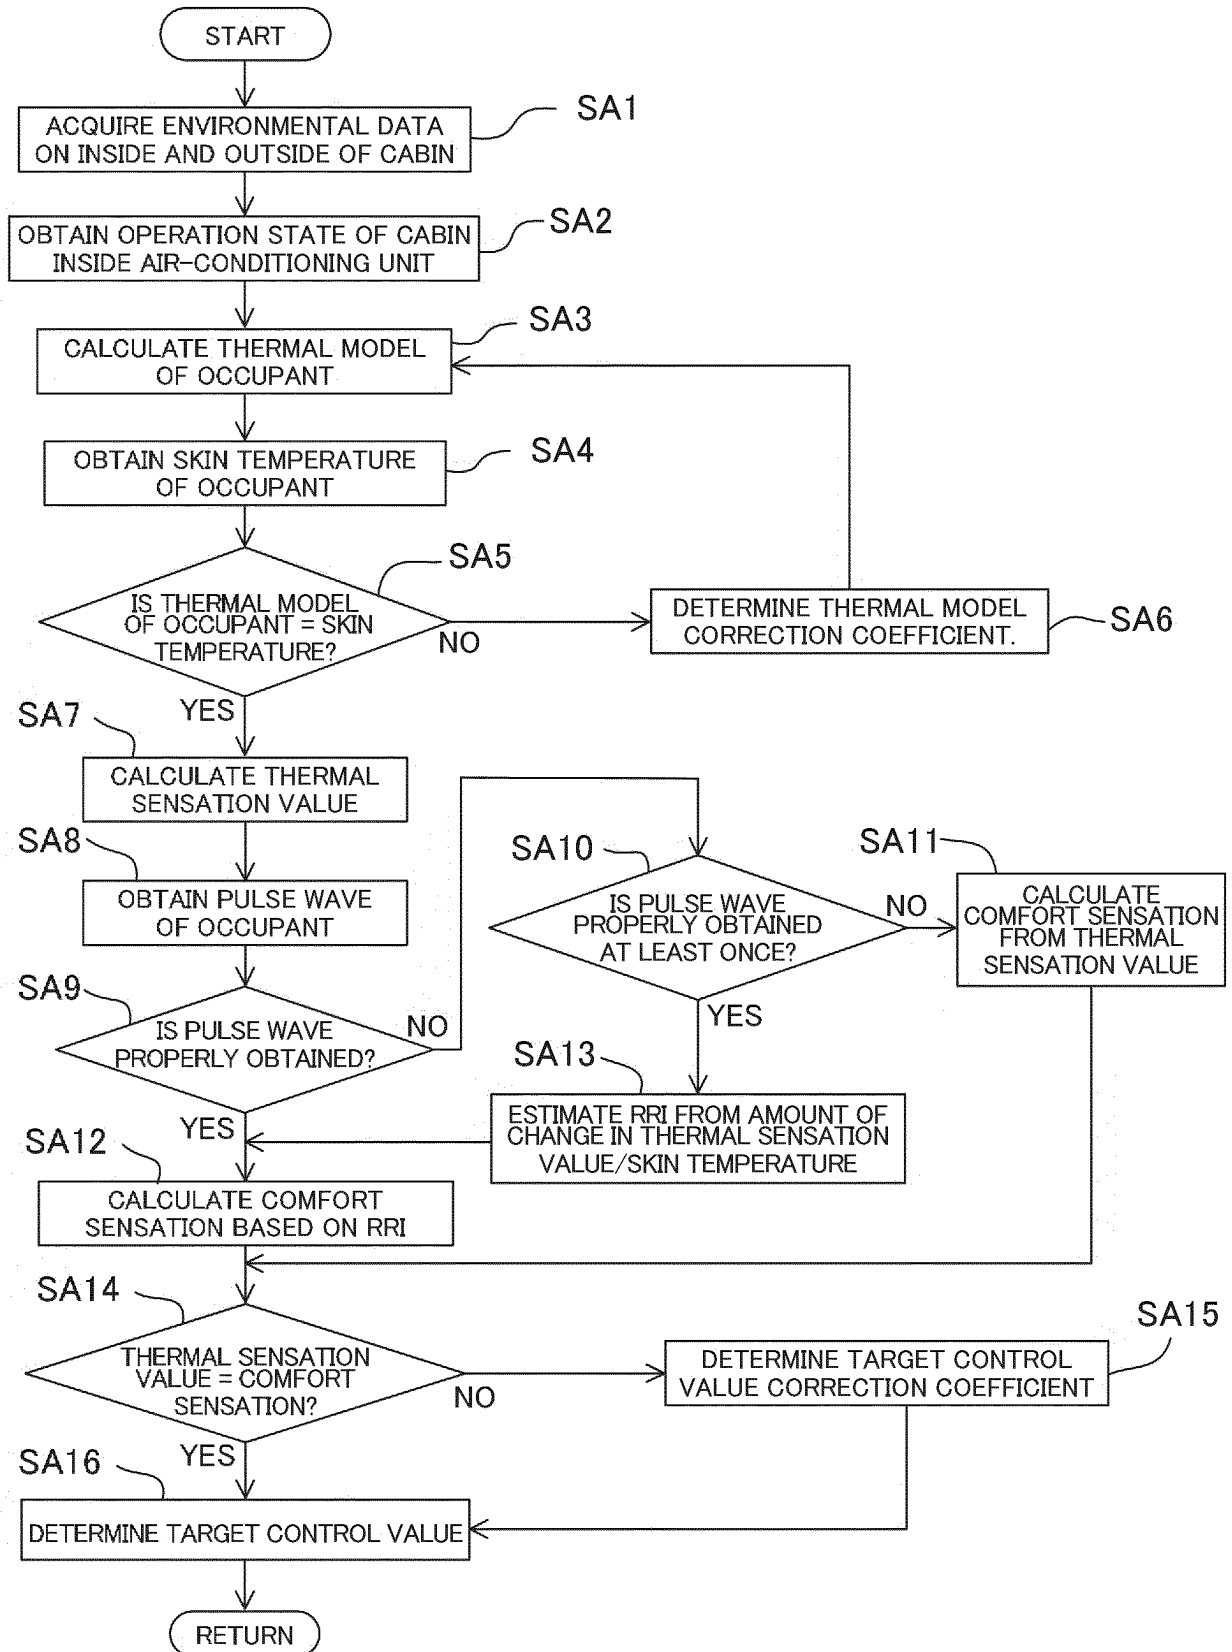 START
SA1
ACQUIRE ENVIRONMENTAL DATA
ON INSIDE AND OUTSIDE OF CABIN
SA2
OBTAIN OPERATION STATE OF CABIN
INSIDE AIR-CONDITIONING UNIT
SA3
CALCULATE THERMAL MODEL
OF OCCUPANT
SA4
OBTAIN SKIN TEMPERATURE
OF OCCUPANT
SA5
IS THERMAL MODEL
OF OCCUPANT = SKIN
TEMPERATURE?
NO
DETERMINE THERMAL MODEL
CORRECTION COEFFICIENT.
SA6
YES
SA7
CALCULATE THERMAL
SENSATION VALUE
SA8
OBTAIN PULSE WAVE
OF OCCUPANT
SA9
IS PULSE WAVE
PROPERLY OBTAINED?
NO
SA10
IS PULSE WAVE
PROPERLY OBTAINED
AT LEAST ONCE?
NO
SA11
CALCULATE
COMFORT SENSATION
FROM THERMAL
SENSATION VALUE
YES
SA13
ESTIMATE RRI FROM AMOUNT OF
CHANGE IN THERMAL SENSATION
VALUE/SKIN TEMPERATURE
YES
SA12
CALCULATE COMFORT
SENSATION BASED ON RRI
SA14
THERMAL SENSATION
VALUE = COMFORT
SENSATION?
NO
SA15
DETERMINE TARGET CONTROL
VALUE CORRECTION COEFFICIENT
YES
SA16
DETERMINE TARGET CONTROL VALUE
RETURN